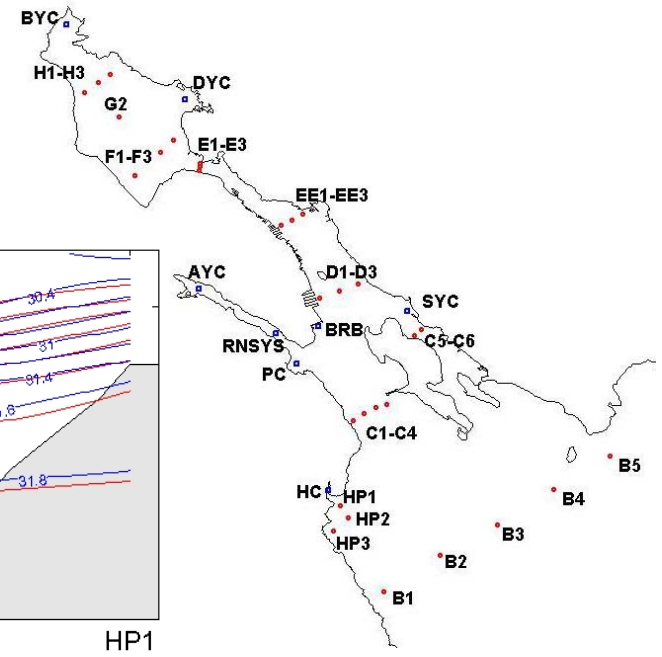 BYC
H1-H3
DYC
G2
F1-F3
E1-E3
EE1-EE3
AYC
D1-D3
SYC
BRB
RNSYS
C5-C6
PC
C1-C4
B5
HC
HP1
B4
HP2
B3
HP3
B2
B1
30.4
31
31.4
31.8
HP1